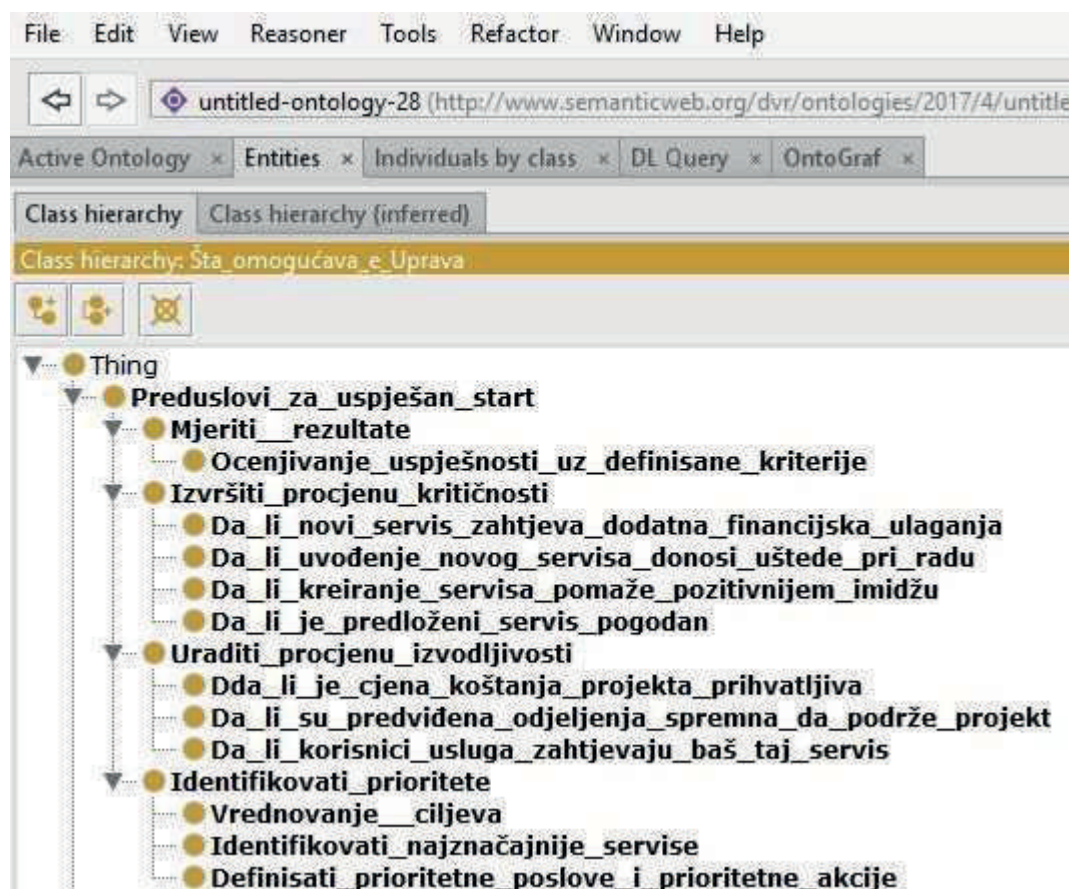 File Edit View Reasoner Tools Refactor Window Help
untitled-ontology-28 (http://www.semanticweb.org/dvr/ontologies/2017/4/untitle
Active Ontology × Entities × Individuals by class × DL Query × OntoGraf ×
Class hierarchy Class hierarchy (inferred)
Class hierarchy: Šta_omogućava_e_Uprava
Thing
Preduslovi_za_uspješan_start
Mjeriti__rezultate
Ocenjivanje_uspješnosti_uz_definisane_kriterije
Izvršiti_procjenu_kritičnosti
Da_li_novi_servis_zahtjeva_dodatna_financijska_ulaganja
Da_li_uvođenje_novog_servisa_donosi_uštede_pri_radu
Da_li_kreiranje_servisa_pomaže_pozitivnijem_imidžu
Da_li_je_predloženi_servis_pogodan
Uraditi_procjenu_izvodljivosti
Dda_li_je_cjena_koštanja_projekta_prihvatljiva
Da_li_su_predviđena_odjeljenja_spremna_da_podrže_projekt
Da_li_korisnici_usluga_zahtjevaju_baš_taj_servis
Identifikovati_prioritete
Vrednovanje__ciljeva
Identifikovati_najznačajnije_servise
Definisati_prioritetne_poslove_i_prioritetne_akcije